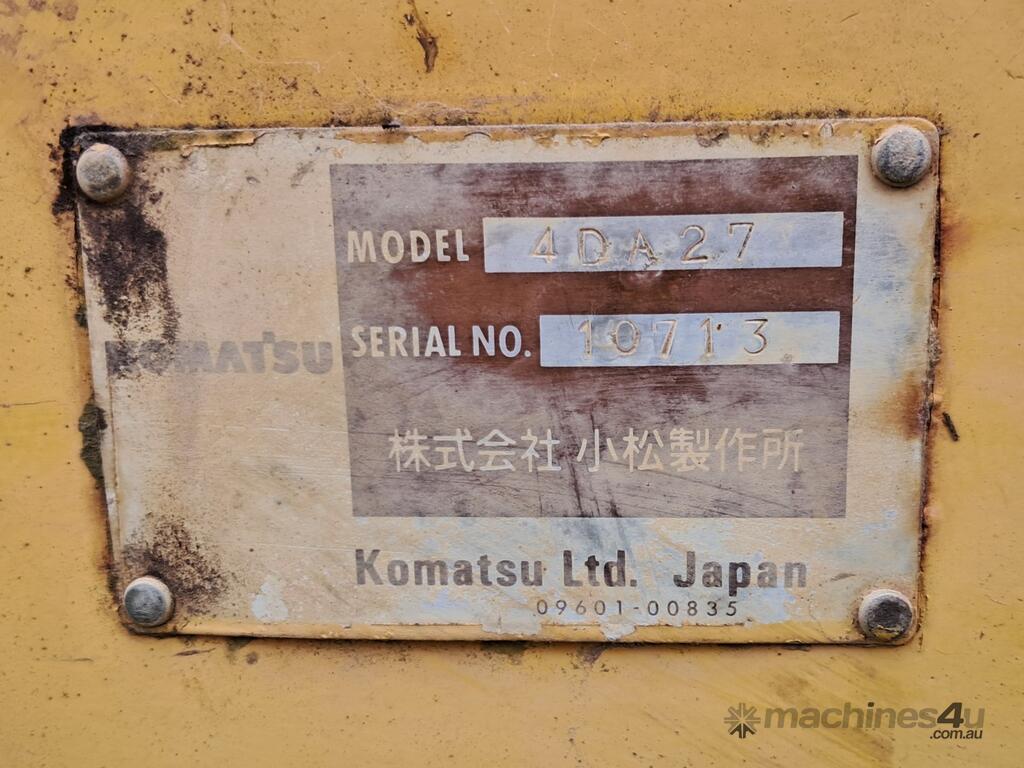 MODEL 4DA27
KOMATSU
SERIAL NO. 10713
株式会社 小松製作所
Komatsu Ltd. Japan
09601-00835
machines4u
.com.au